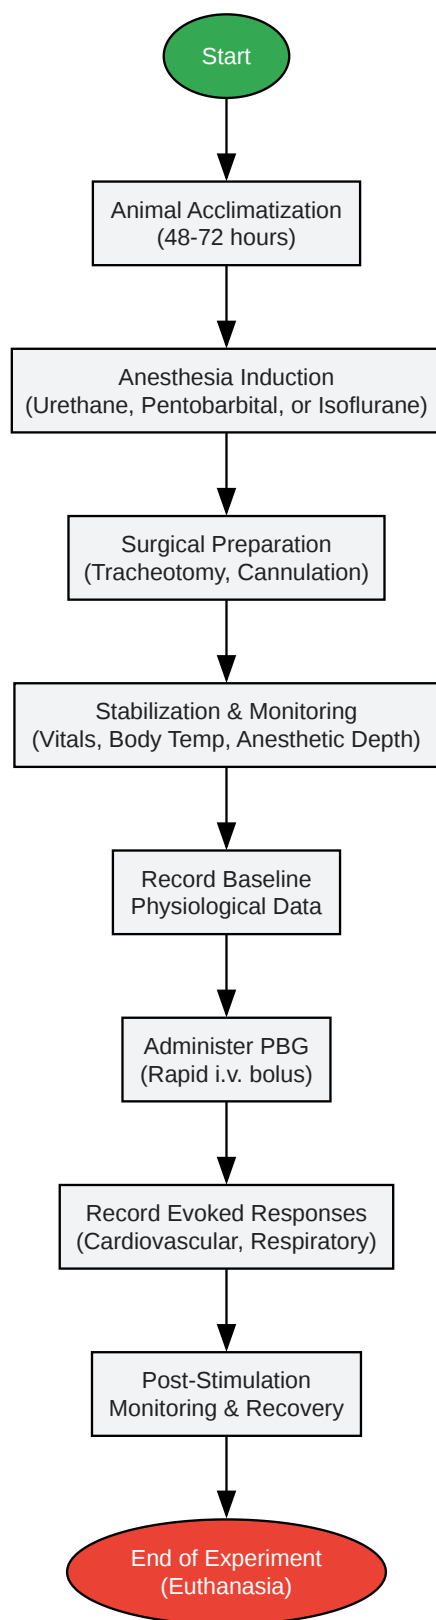 Start
Animal Acclimatization
(48-72 hours)
Anesthesia Induction
(Urethane, Pentobarbital, or Isoflurane)
Surgical Preparation
(Tracheotomy, Cannulation)
Stabilization & Monitoring
(Vitals, Body Temp, Anesthetic Depth)
Record Baseline
Physiological Data
Administer PBG
(Rapid i.v. bolus)
Record Evoked Responses
(Cardiovascular, Respiratory)
Post-Stimulation
Monitoring & Recovery
End of Experiment
(Euthanasia)